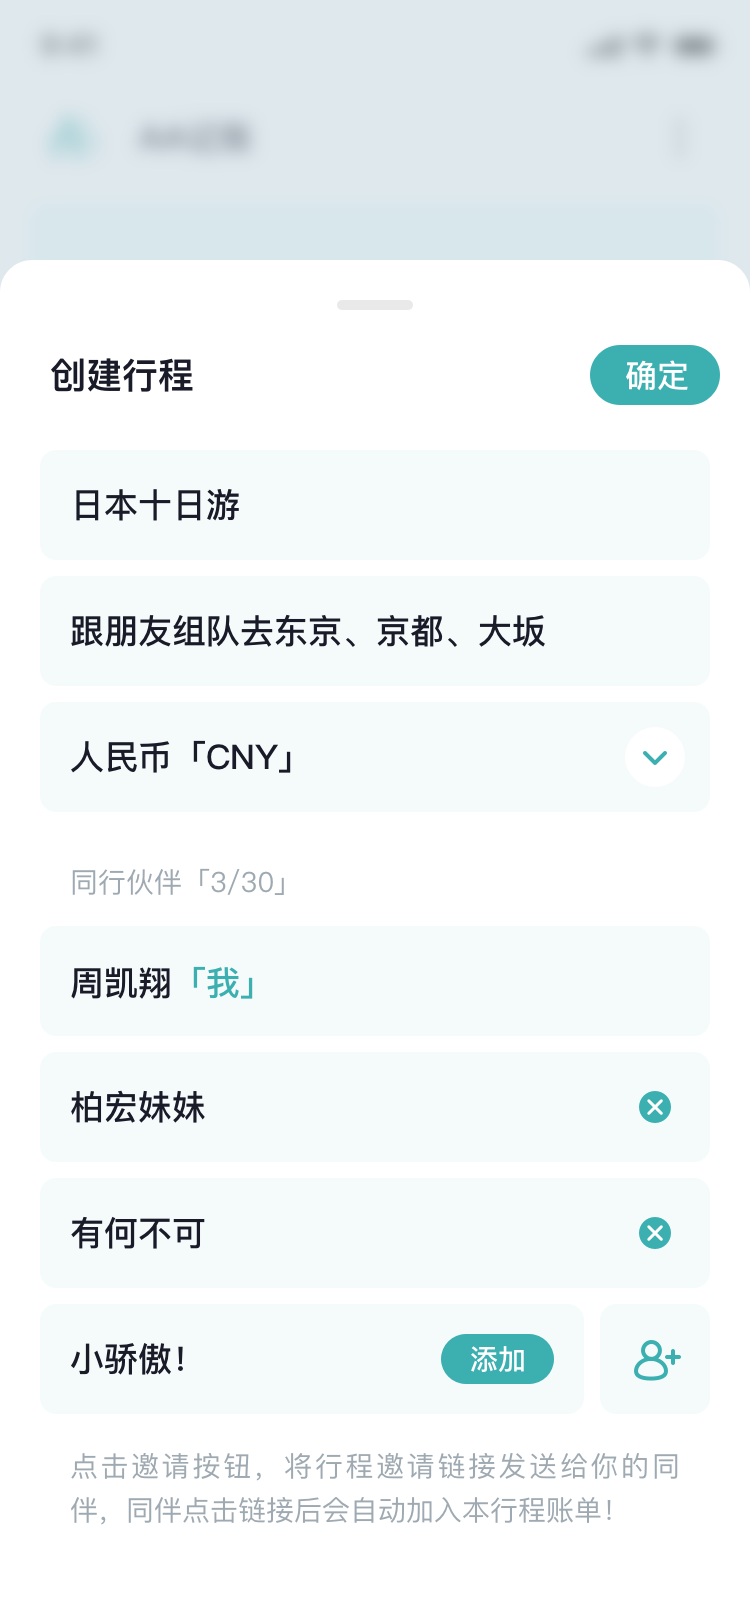 创建行程
确定
日本十日游
跟朋友组队去东京、京都、大坂
人民币「CNY」
同行伙伴「3/30」
周凯翔「我」
柏宏妹妹
有何不可
小骄傲！
添加
点击邀请按钮，将行程邀请链接发送给你的同
伴，同伴点击链接后会自动加入本行程账单！